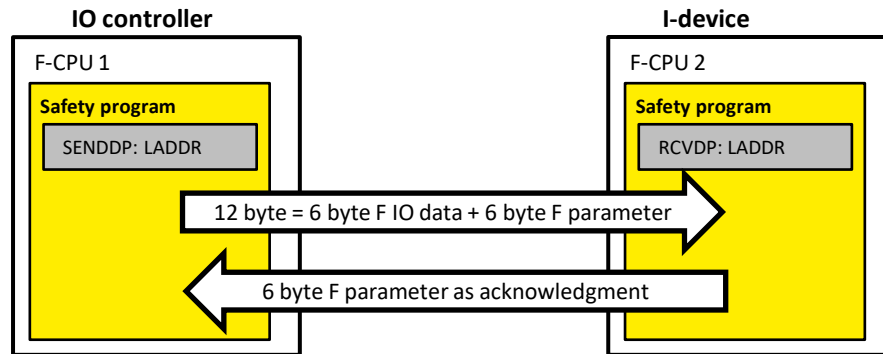 IO controller
I-device
F-CPU 1
F-CPU 2
Safety program
Safety program
SENDDP: LADDR
RCVDP: LADDR
12 byte = 6 byte F IO data + 6 byte F parameter
6 byte F parameter as acknowledgment